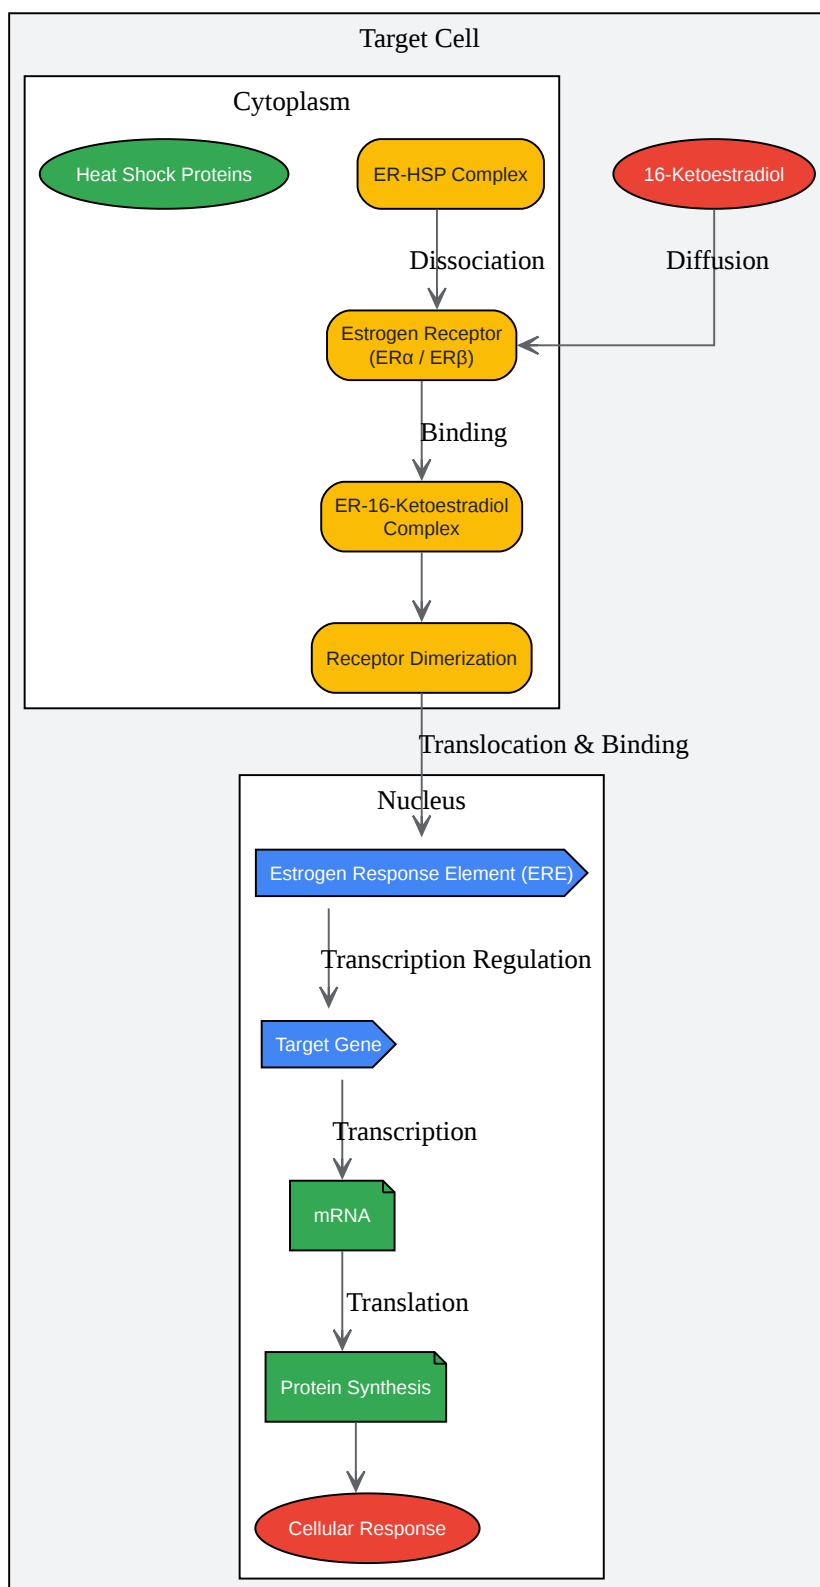 Target Cell
Cytoplasm
Heat Shock Proteins
ER-HSP Complex
16-Ketoestradiol
Dissociation
Diffusion
Estrogen Receptor
(ERα / ERβ)
Binding
ER-16-Ketoestradiol
Complex
Receptor Dimerization
Translocation & Binding
Nucleus
Estrogen Response Element (ERE)
Transcription Regulation
Target Gene
Transcription
mRNA
Translation
Protein Synthesis
Cellular Response